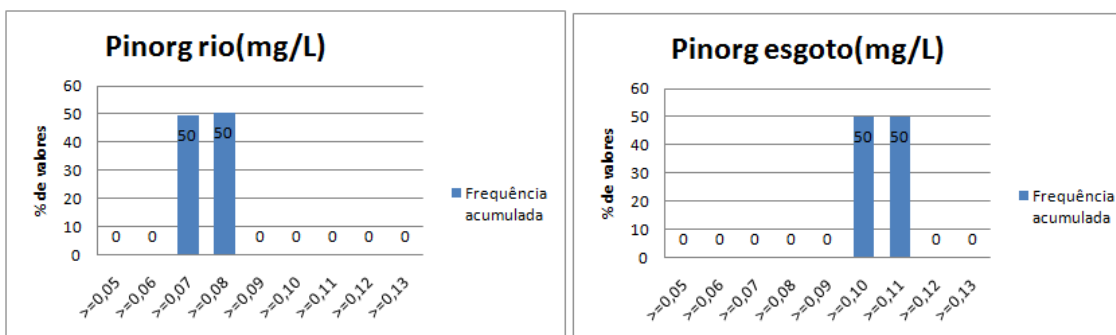 Pinorg rio(mg/L)
% de valores
60
50
40
30
20
10
0
0 0 50 50 0 0 0 0 0
>=0,05 >=0,06 >=0,07 >=0,08 >=0,09 >=0,10 >=0,11 >=0,12 >=0,13
Frequência
acumulada
Pinorg esgoto(mg/L)
% de valores
60
50
40
30
20
10
0
0 0 0 0 0 50 50 0 0
>=0,05 >=0,06 >=0,07 >=0,08 >=0,09 >=0,10 >=0,11 >=0,12 >=0,13
Frequência
acumulada